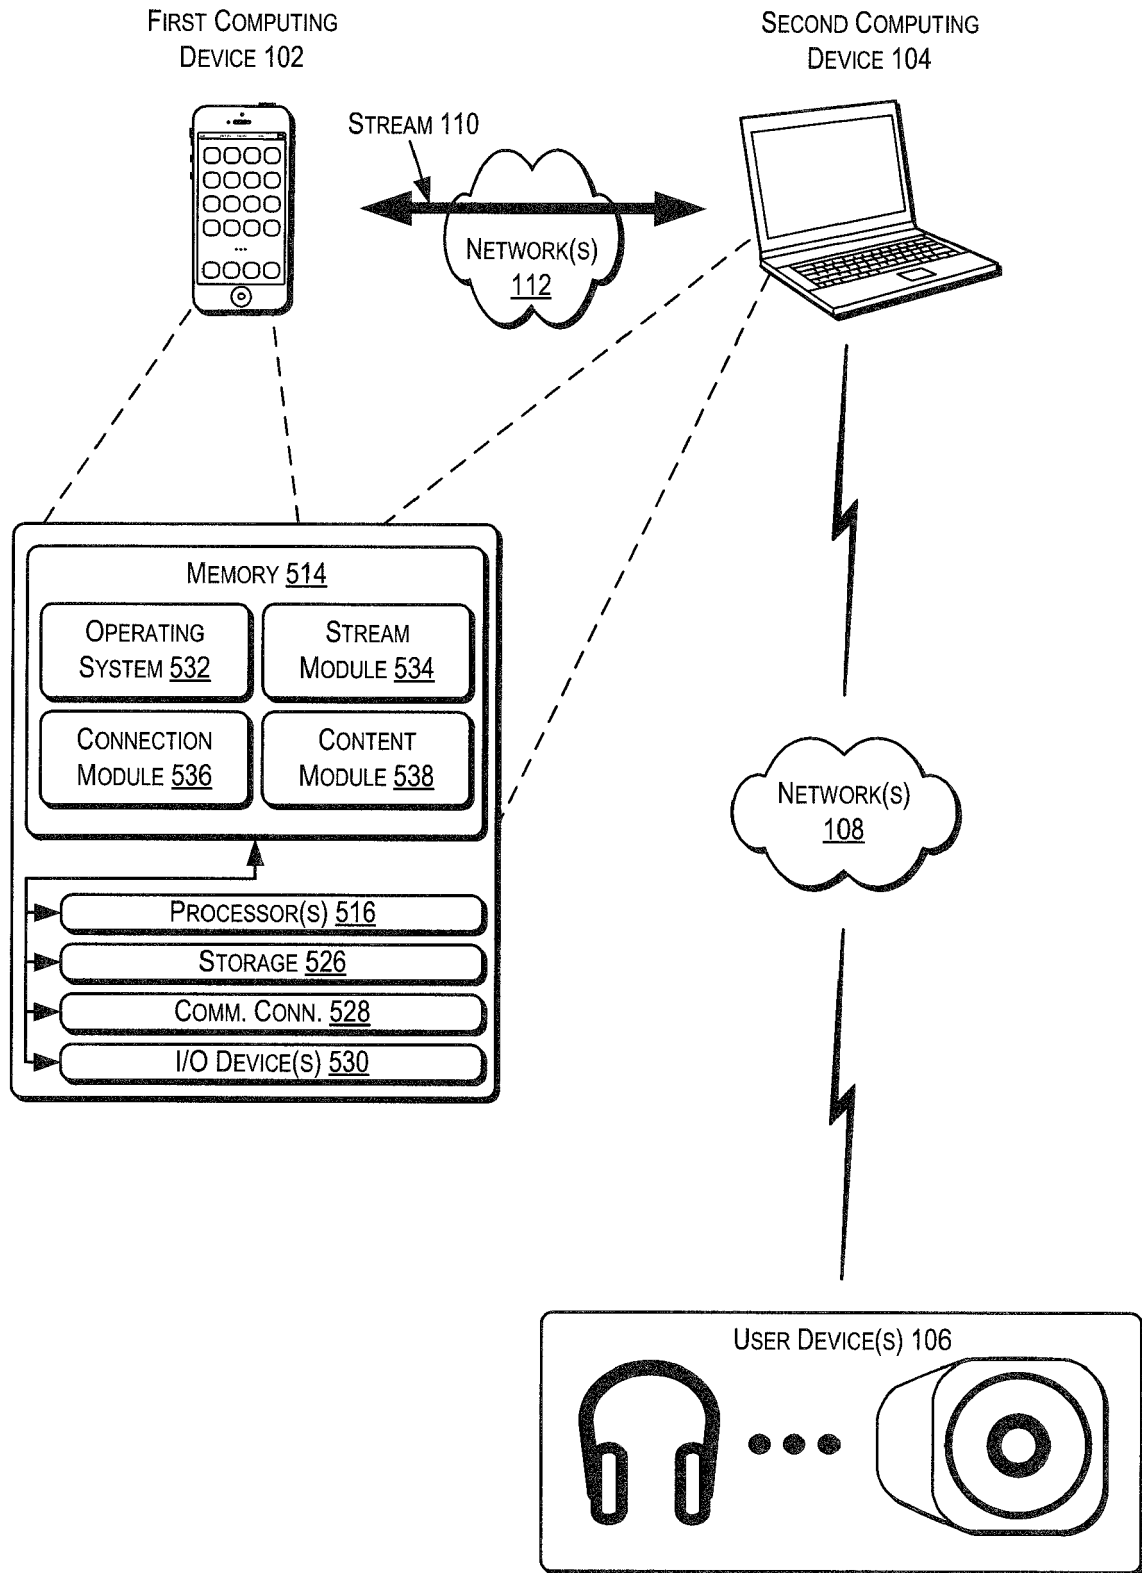 FIRST COMPUTING
DEVICE 102
SECOND COMPUTING
DEVICE 104
STREAM 110
NETWORK(S)
112
MEMORY 514
OPERATING
SYSTEM 532
STREAM
MODULE 534
CONNECTION
MODULE 536
CONTENT
MODULE 538
PROCESSOR(S) 516
STORAGE 526
COMM. CONN. 528
I/O DEVICE(S) 530
NETWORK(S)
108
USER DEVICE(S) 106